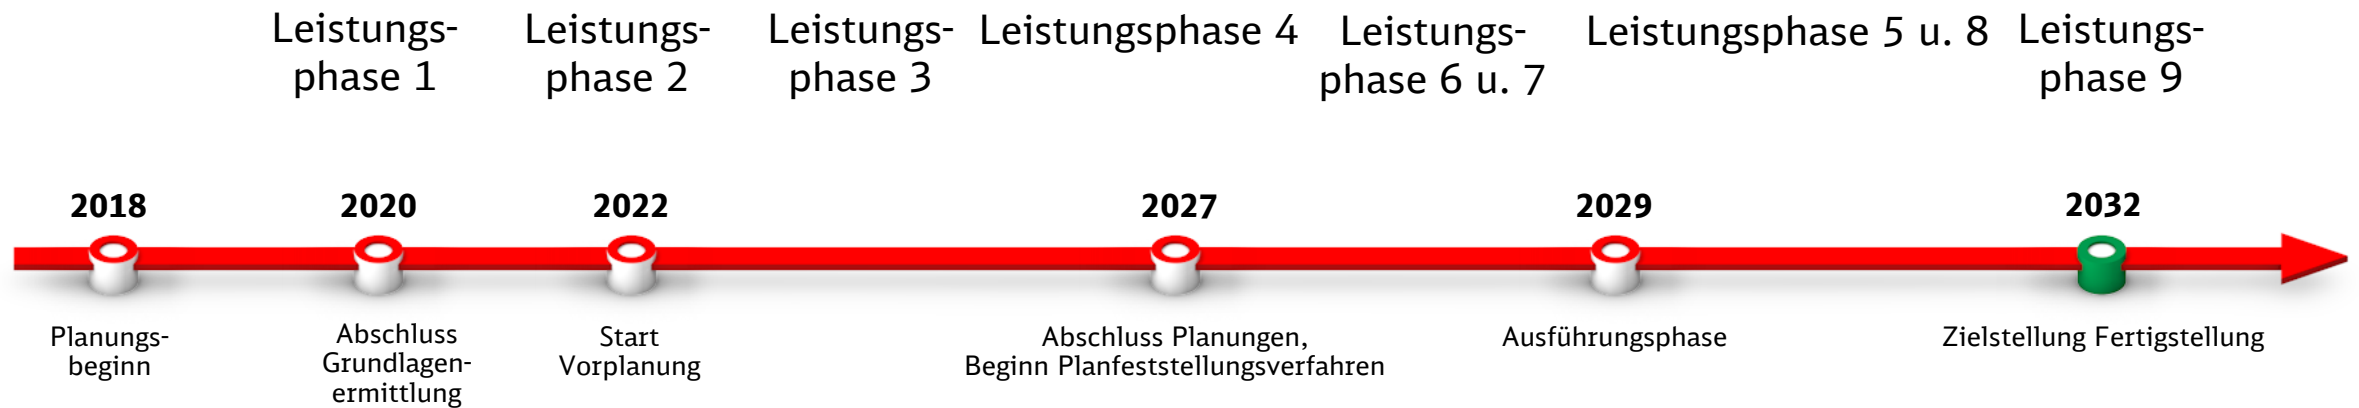 Leistungs-
phase 1
Leistungs-
phase 2
Leistungs-
phase 3
Leistungsphase 4
Leistungs-
phase 6 u. 7
Leistungsphase 5 u. 8
Leistungs-
phase 9
2018
2020
2022
2027
2029
2032
Planungs-
beginn
Abschluss
Grundlagen-
ermittlung
Start
Vorplanung
Abschluss Planungen,
Beginn Planfeststellungsverfahren
Ausführungsphase
Zielstellung Fertigstellung